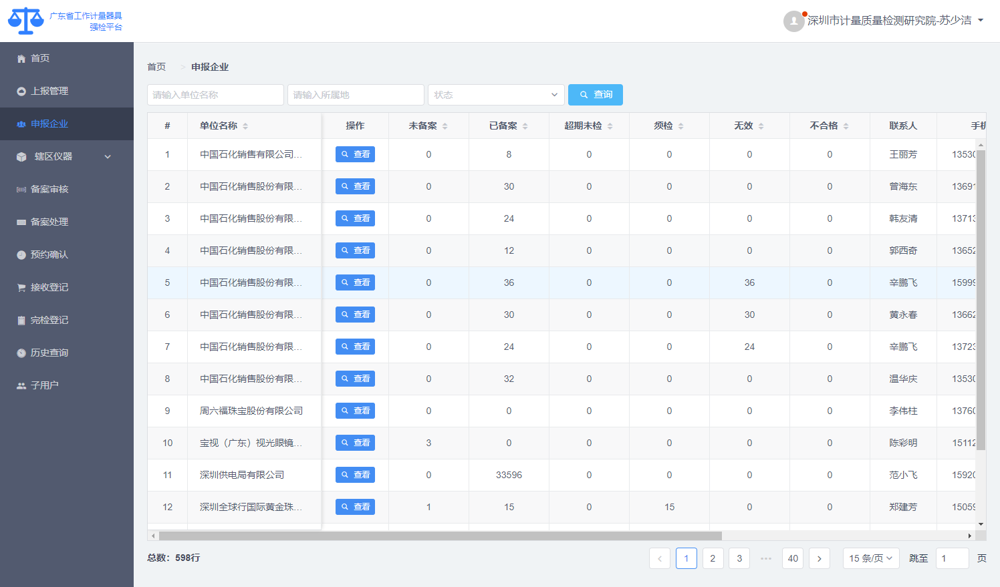 广东省工作计量器具
强检平台
深圳市计量质量检测研究院-苏少洁
首页
上报管理
申报企业
辖区仪器
备案审核
备案处理
预约确认
接收登记
完检登记
历史查询
子用户
首页 > 申报企业
请输入单位名称 请输入所属地 状态 查询
# 单位名称 操作 未备案 已备案 超期未检 须检 无效 不合格 联系人 手机
1 中国石化销售有限公司... 查看 0 8 0 0 0 0 王丽芳 13530
2 中国石化销售股份有限... 查看 0 30 0 0 0 0 曾海东 13691
3 中国石化销售股份有限... 查看 0 24 0 0 0 0 韩友清 13713
4 中国石化销售股份有限... 查看 0 12 0 0 0 0 郭西奇 13652
5 中国石化销售股份有限... 查看 0 36 0 0 36 0 辛鹏飞 15999
6 中国石化销售股份有限... 查看 0 30 0 0 30 0 黄永春 13662
7 中国石化销售股份有限... 查看 0 24 0 0 24 0 辛鹏飞 13723
8 中国石化销售股份有限... 查看 0 32 0 0 0 0 温华庆 13530
9 周六福珠宝股份有限公司 查看 0 0 0 0 0 0 李伟柱 13760
10 宝视（广东）视光眼镜... 查看 3 0 0 0 0 0 陈彩明 15112
11 深圳供电局有限公司 查看 0 33596 0 0 0 0 范小飞 15920
12 深圳全球行国际黄金珠... 查看 1 15 0 15 0 0 郑建芳 15059
总数：598行 1 2 3 ••• 40 15 条/页 跳至 1 页